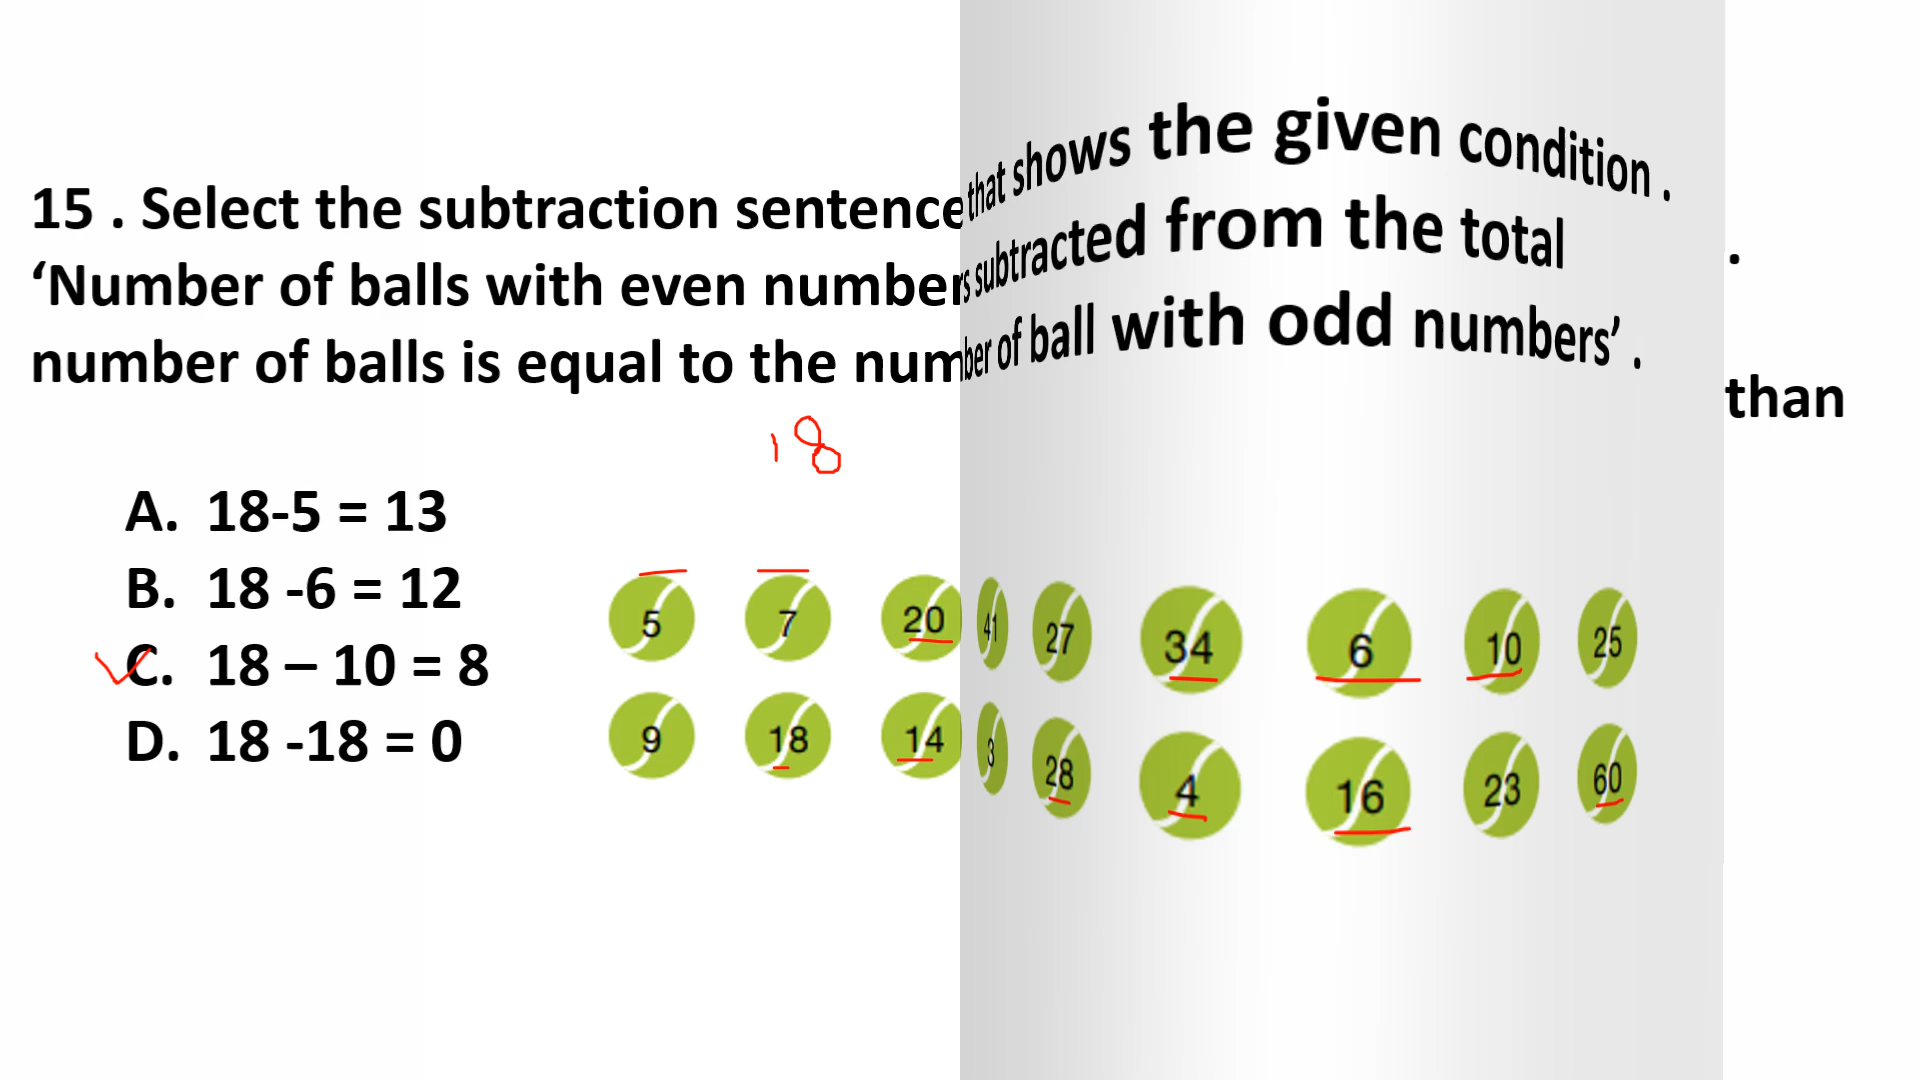 15 . Select the subtraction sentence that shows the given condition .
‘Number of balls with even numbers subtracted from the total
.
number of balls is equal to the number of ball with odd numbers’ .
than
18
A. 18-5 = 13
B. 18 -6 = 12
C. 18 – 10 = 8
D. 18 -18 = 0
5 7 20 41 27 34 6 10 25
9 18 14 3 28 4 16 23 60